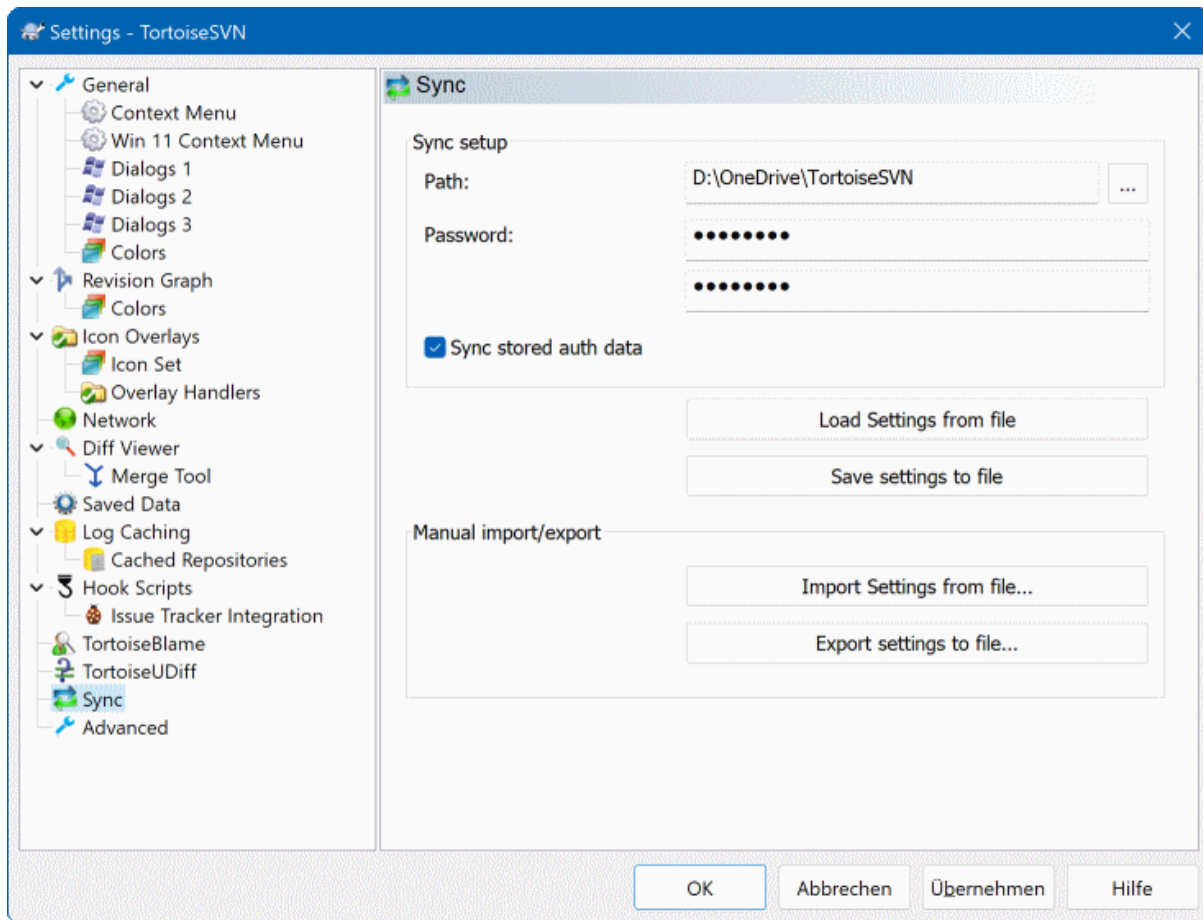 Settings - TortoiseSVN
General
Context Menu
Win 11 Context Menu
Dialogs 1
Dialogs 2
Dialogs 3
Colors
Revision Graph
Colors
Icon Overlays
Icon Set
Overlay Handlers
Network
Diff Viewer
Merge Tool
Saved Data
Log Caching
Cached Repositories
Hook Scripts
Issue Tracker Integration
TortoiseBlame
TortoiseUDiff
Sync
Advanced
Sync
Sync setup
Path: D:\OneDrive\TortoiseSVN ...
Password: ●●●●●●●●
●●●●●●●●
Sync stored auth data
Load Settings from file
Save settings to file
Manual import/export
Import Settings from file...
Export settings to file...
OK Abbrechen Übernehmen Hilfe